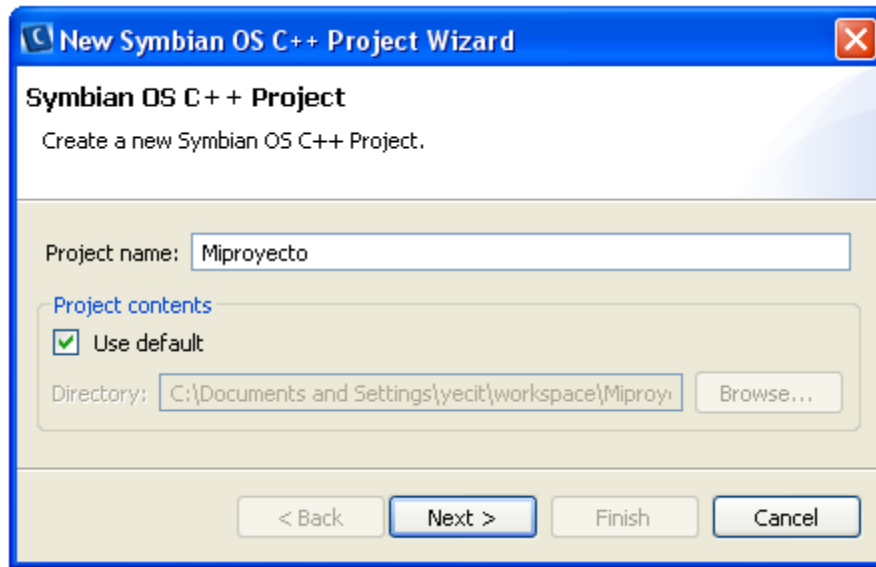 New Symbian OS C++ Project Wizard
Symbian OS C++ Project
Create a new Symbian OS C++ Project.
Project name: Miproyecto
Project contents
Use default
Directory: C:\Documents and Settings\yecit\workspace\Miproy Browse...
< Back Next > Finish Cancel